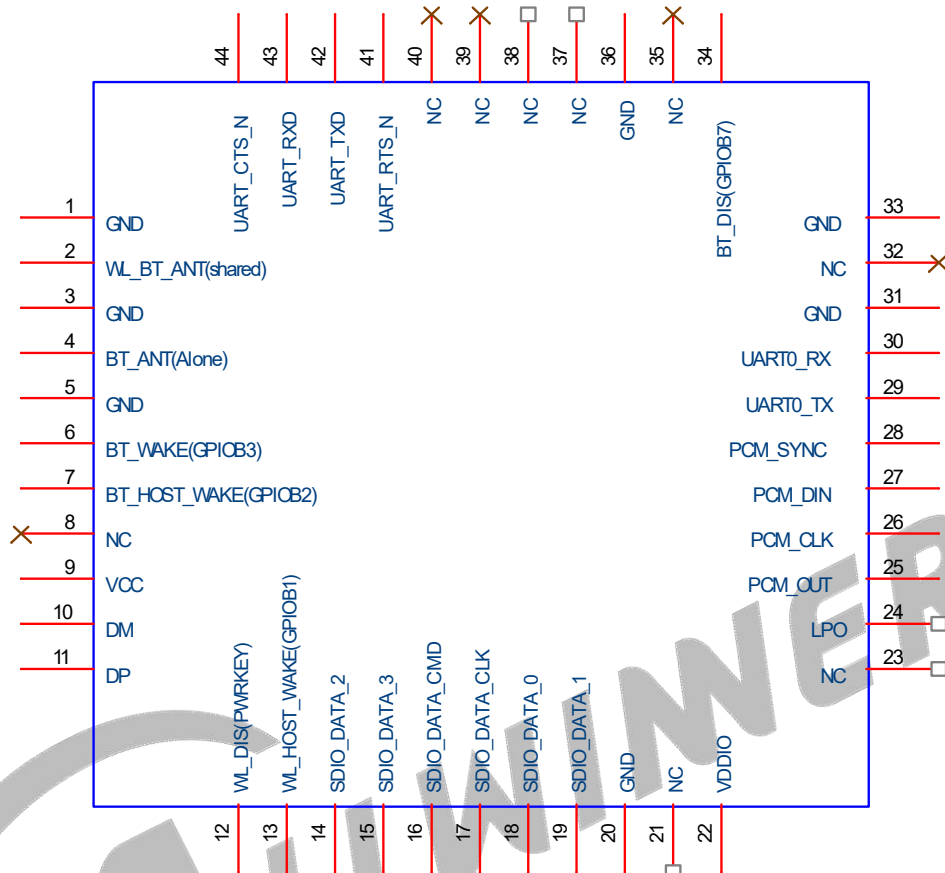 44
43
42
41
40
39
38
37
36
35
34
UART_CTS_N
UART_RXD
UART_TXD
UART_RTS_N
NC
NC
NC
NC
GND
NC
BT_DIS(GPIOB7)
1 GND
2 WL_BT_ANT(shared)
3 GND
4 BT_ANT(Alone)
5 GND
6 BT_WAKE(GPIOB3)
7 BT_HOST_WAKE(GPIOB2)
8 NC
9 VCC
10 DM
11 DP
GND 33
NC 32
GND 31
UART0_RX 30
UART0_TX 29
PCM_SYNC 28
PCM_DIN 27
PCM_CLK 26
PCM_OUT 25
LPO 24
NC 23
WL_DIS(PWRKEY)
WL_HOST_WAKE(GPIOB1)
SDIO_DATA_2
SDIO_DATA_3
SDIO_DATA_CMD
SDIO_DATA_CLK
SDIO_DATA_0
SDIO_DATA_1
GND
NC
VDDIO
12
13
14
15
16
17
18
19
20
21
22
ALLWINNER